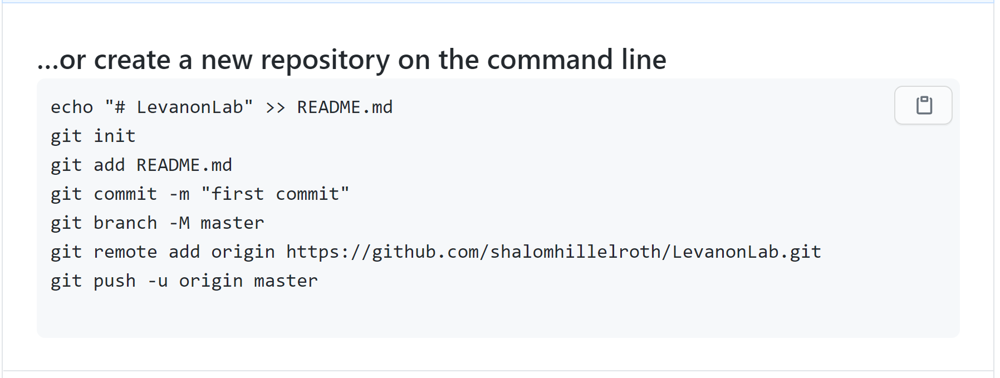 ...or create a new repository on the command line
echo "# LevanonLab" >> README.md
git init
git add README.md
git commit -m "first commit"
git branch -M master
git remote add origin https://github.com/shalomhillelroth/LevanonLab.git
git push -u origin master